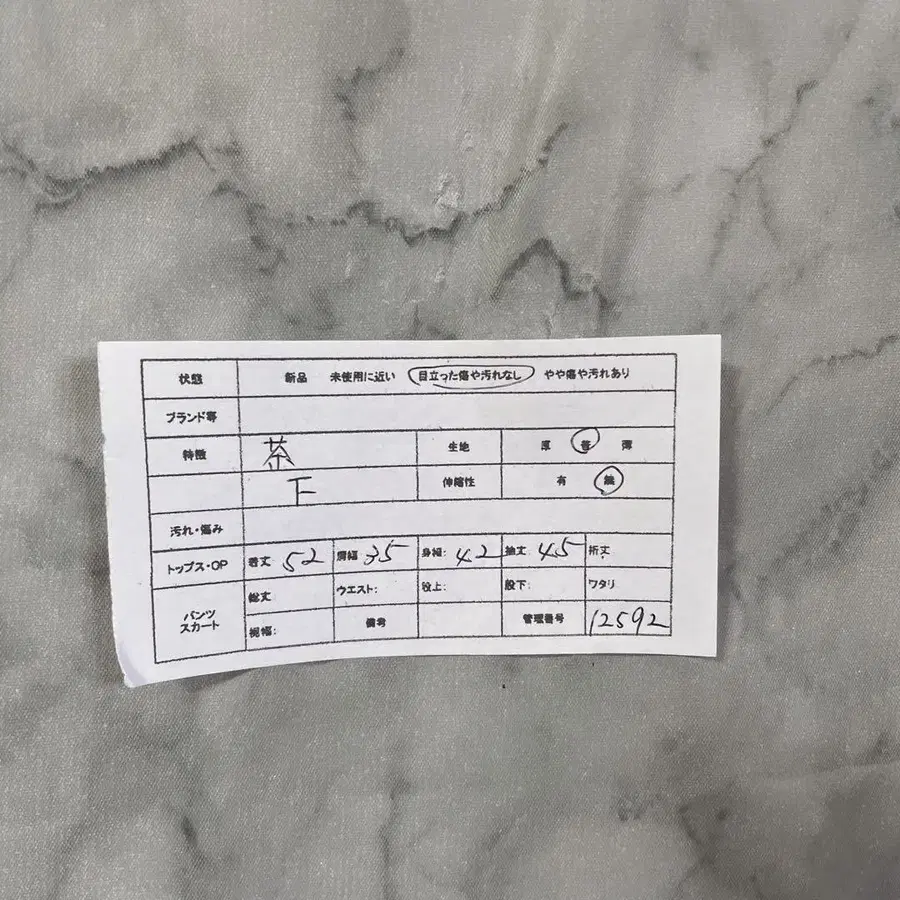 状態 新品 未使用に近い 目立った傷や汚れなし やや傷や汚れあり
ブランド等
特徴 茶 生地 厚 普 薄
下 伸縮性 有 無
汚れ・傷み
トップス・OP 着丈 52 肩幅 35 身幅: 42 袖丈 45 裄丈
パンツ スカート 総丈 ウエスト: 股上: 股下: ワタリ
裾幅: 備考 管理番号 12592